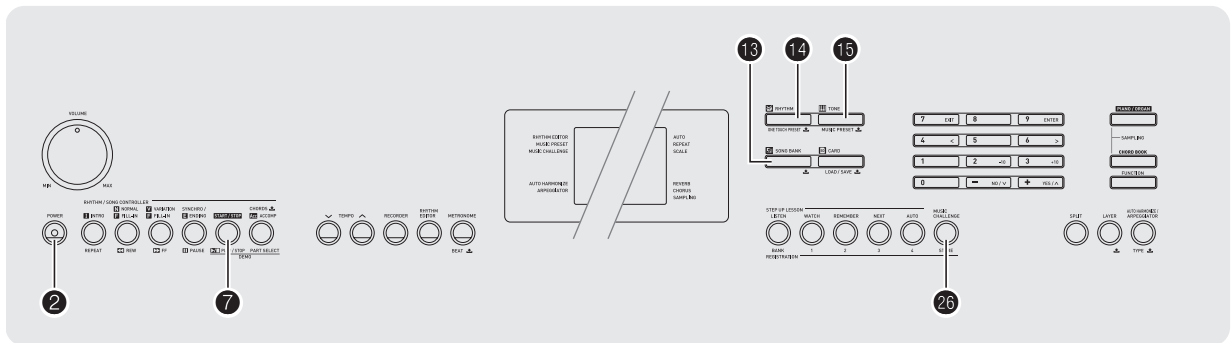 13 14 15
RHYTHM TONE
ONE TOUCH PRESET MUSIC PRESET
SONG BANK CARD
LOAD / SAVE
VOLUME
MIN MAX
RHYTHM / SONG CONTROLLER
POWER
I INTRO
N NORMAL
F FILL-IN
V VARIATION
F FILL-IN
SYNCHRO /
E ENDING
START / STOP
CHORDS
ACCOMP
REPEAT
REW
FF
PAUSE
PLAY / STOP
PART SELECT
DEMO
TEMPO
RECORDER
RHYTHM
EDITOR
METRONOME
BEAT
RHYTHM EDITOR
MUSIC PRESET
MUSIC CHALLENGE
AUTO HARMONIZE
ARPEGGIATOR
AUTO
REPEAT
SCALE
REVERB
CHORUS
SAMPLING
7 EXIT 8 9 ENTER
4 < 5 6 >
1 2 -10 3 +10
0 − NO / ∨ + YES / ∧
STEP UP LESSON
LISTEN WATCH REMEMBER NEXT AUTO
MUSIC
CHALLENGE
BANK 1 2 3 4 STORE
REGISTRATION
PIANO / ORGAN
SAMPLING
CHORD BOOK
FUNCTION
SPLIT
LAYER
AUTO HARMONIZE /
ARPEGGIATOR
TYPE
2 7 26